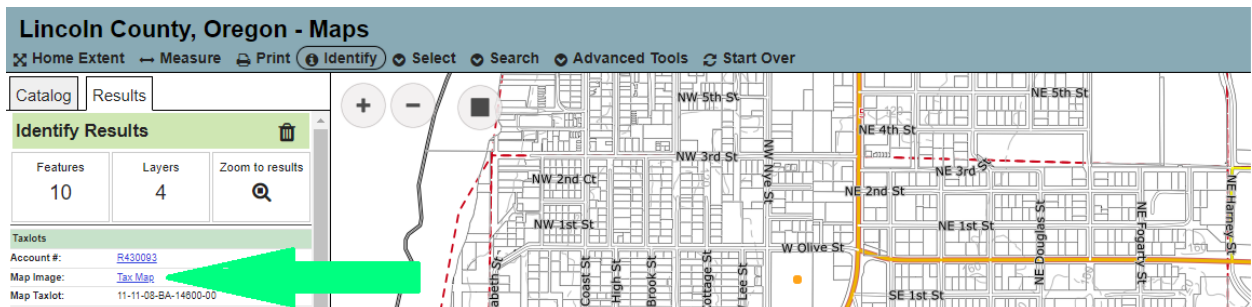 Lincoln County, Oregon - Maps
Home Extent Measure Print Identify Select Search Advanced Tools Start Over
Catalog Results
Identify Results
Features Layers Zoom to results
10 4
Taxlots
Account #: R430093
Map Image: Tax Map
Map Taxlot: 11-11-08-BA-14600-00
NW 5th St
NE 5th St
NE 4th St
NW 3rd St
NE 3rd St
NW Nye St
NW 2nd Ct
NE 2nd St
NW 1st St
NE 1st St
NE Douglas St
NE Fogarty St
NE Harney St
W Olive St
abeth St
Coast St
High St
Brook St
ottage St
Lee St
SE 1st St